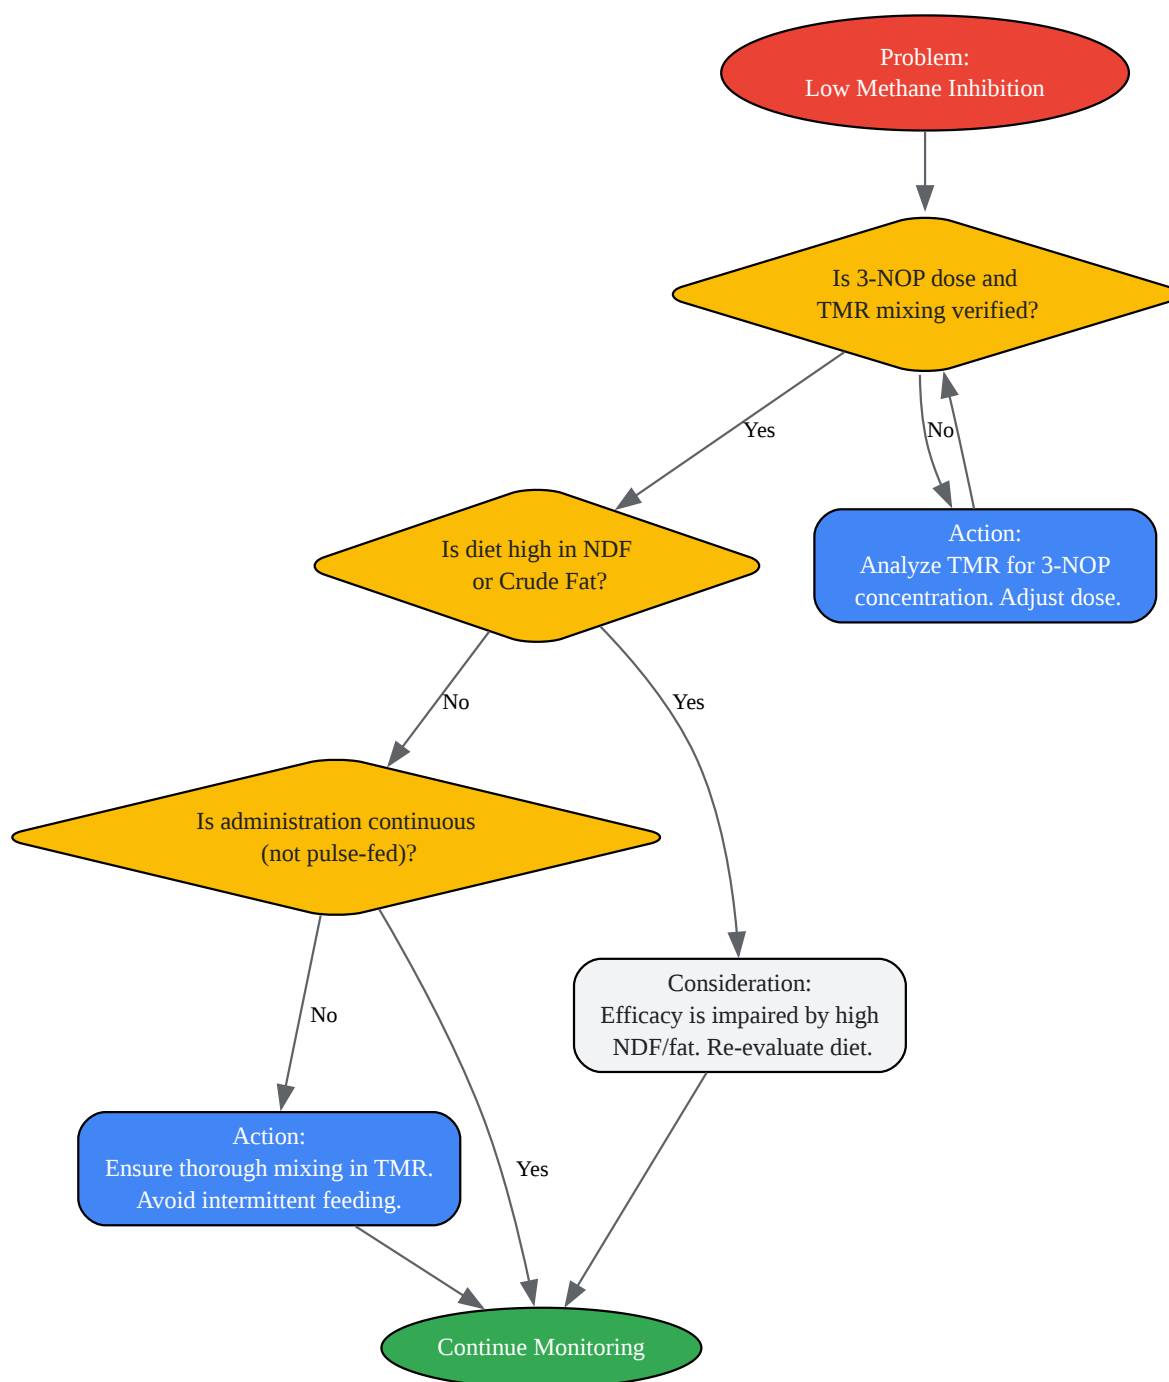 Problem:
Low Methane Inhibition
Is 3-NOP dose and
TMR mixing verified?
Yes
No
Is diet high in NDF
or Crude Fat?
Action:
Analyze TMR for 3-NOP
concentration. Adjust dose.
No
Yes
Is administration continuous
(not pulse-fed)?
No
Consideration:
Efficacy is impaired by high
NDF/fat. Re-evaluate diet.
Action:
Ensure thorough mixing in TMR.
Avoid intermittent feeding.
Yes
Continue Monitoring